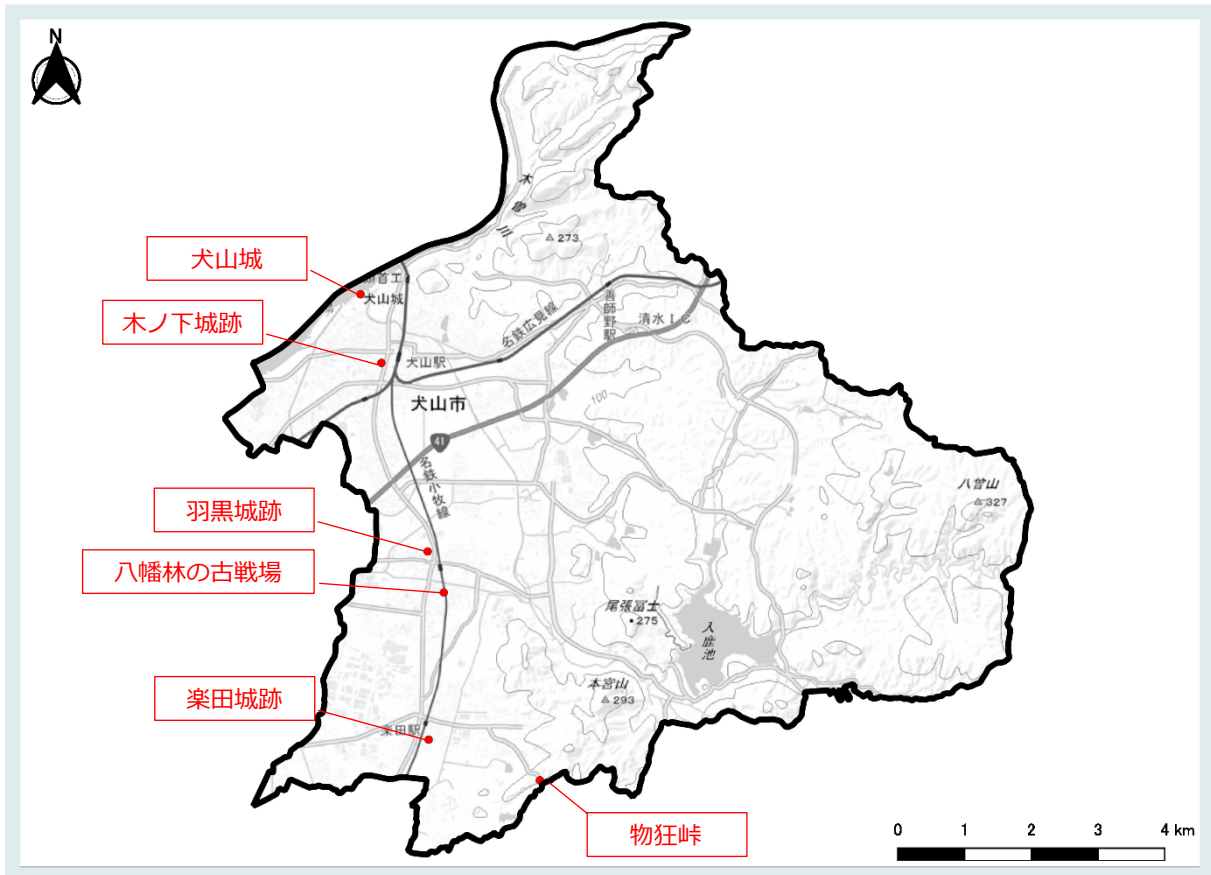 N
木曽川
273
犬山城
犬山城
木ノ下城跡
名鉄広見線
善師野駅
清水IC
犬山駅
100
犬山市
41
名鉄小牧線
八曽山
327
羽黒城跡
八幡林の古戦場
尾張冨士
275
入鹿池
本宮山
293
楽田城跡
楽田駅
物狂峠
0 1 2 3 4 km